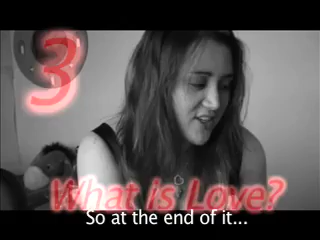 3
What is Love?
So at the end of it...